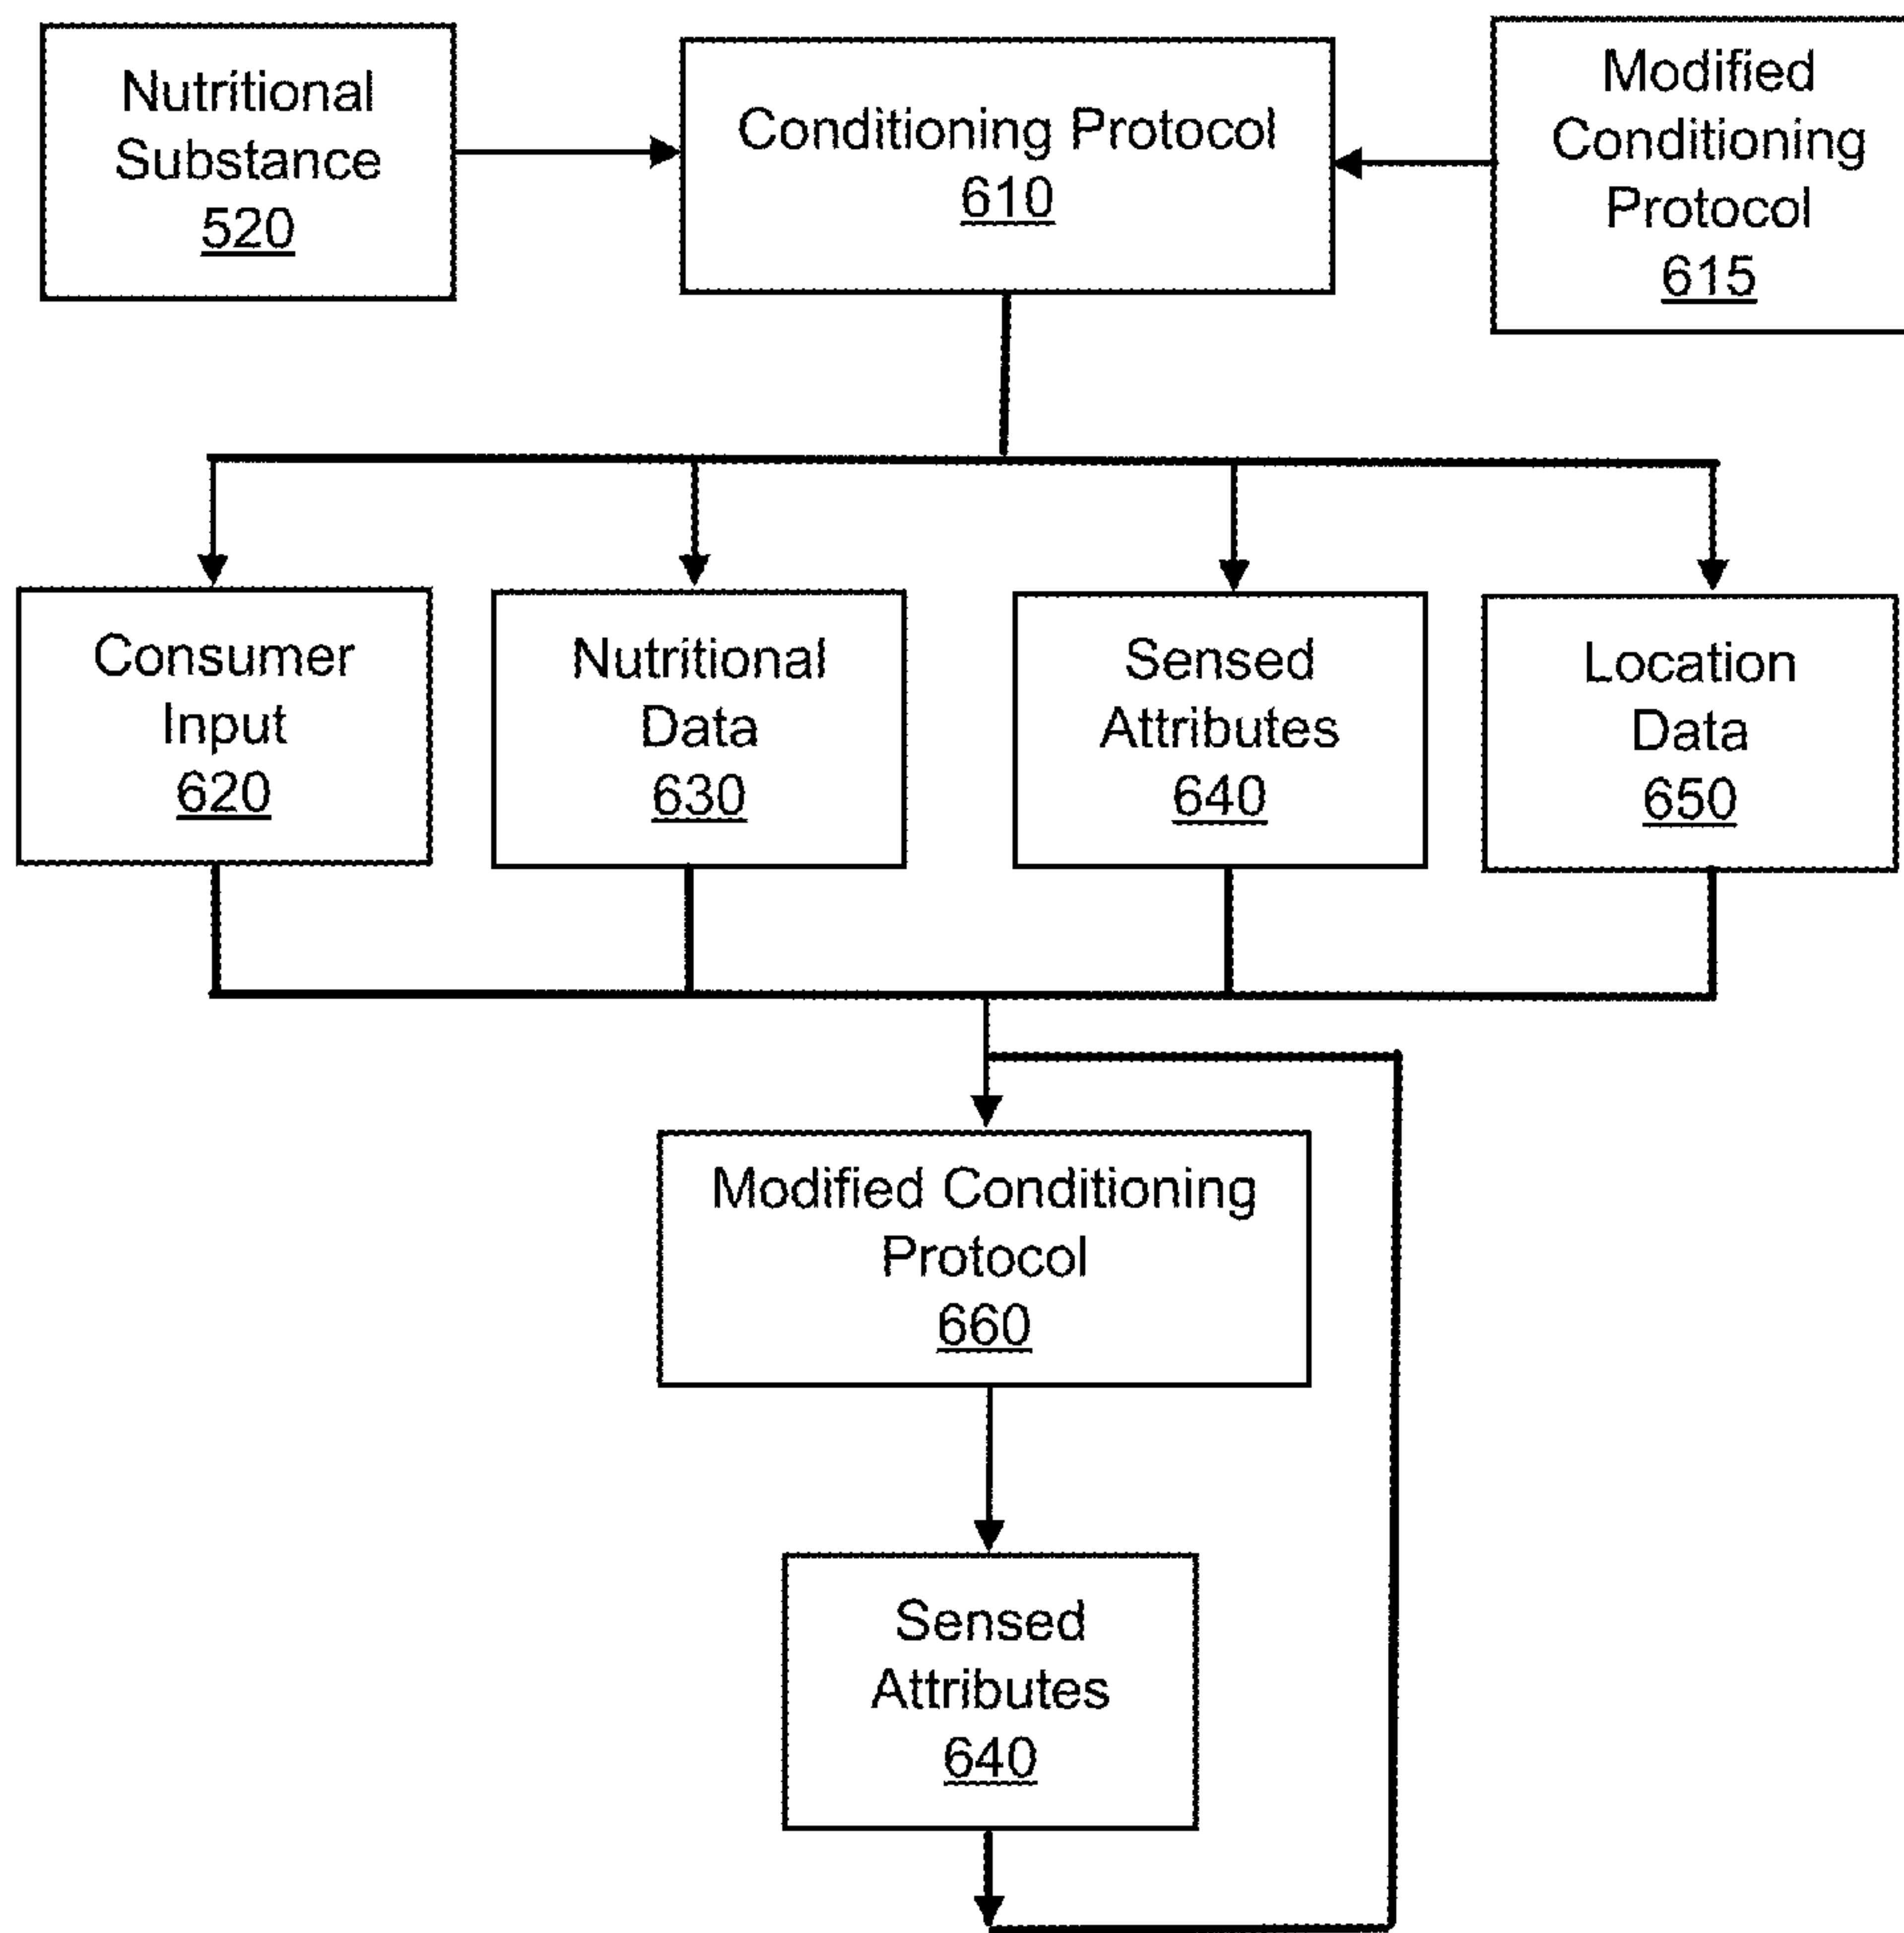 Nutritional
Substance
520
Conditioning Protocol
610
Modified
Conditioning
Protocol
615
Consumer
Input
620
Nutritional
Data
630
Sensed
Attributes
640
Location
Data
650
Modified Conditioning
Protocol
660
Sensed
Attributes
640